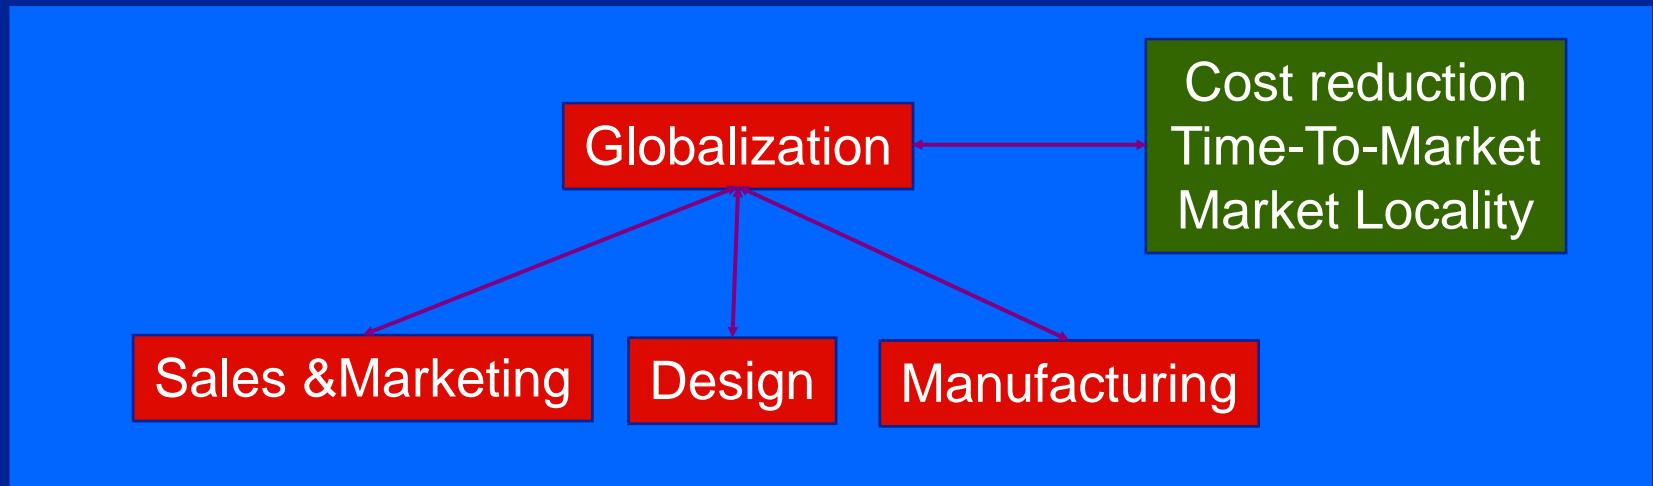 Cost reduction
Globalization
Time-To-Market
Market Locality
Sales &Marketing
Design
Manufacturing